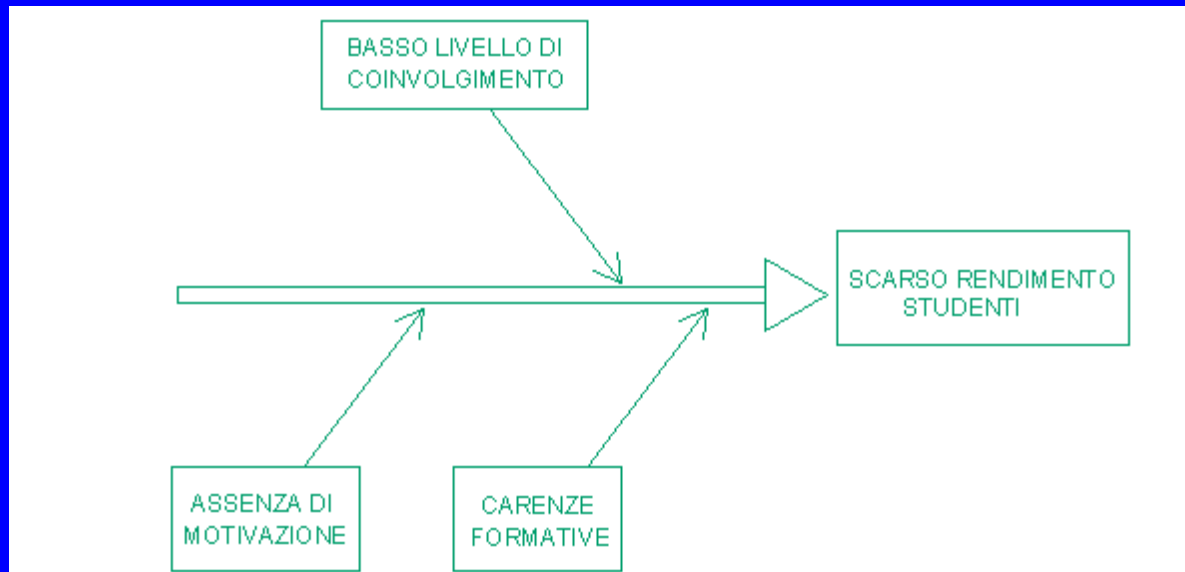 BASSO LIVELLO DI
COINVOLGIMENTO
SCARSO RENDIMENTO
STUDENTI
ASSENZA DI
MOTIVAZIONE
CARENZE
FORMATIVE